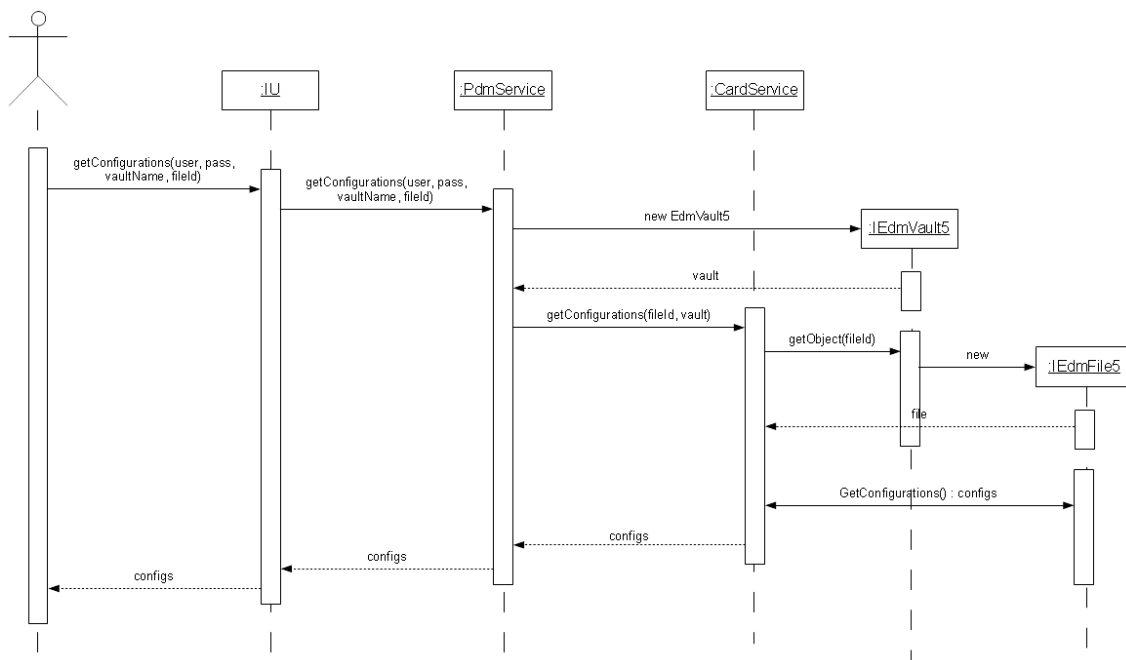 :IU
:PdmService
:CardService
getConfigurations(user, pass,
vaultName, fileId)
getConfigurations(user, pass,
vaultName, fileId)
new EdmVault5
:IEdmVault5
vault
getConfigurations(fileId, vault)
getObject(fileId)
new
:IEdmFile5
file
GetConfigurations() : configs
configs
configs
configs